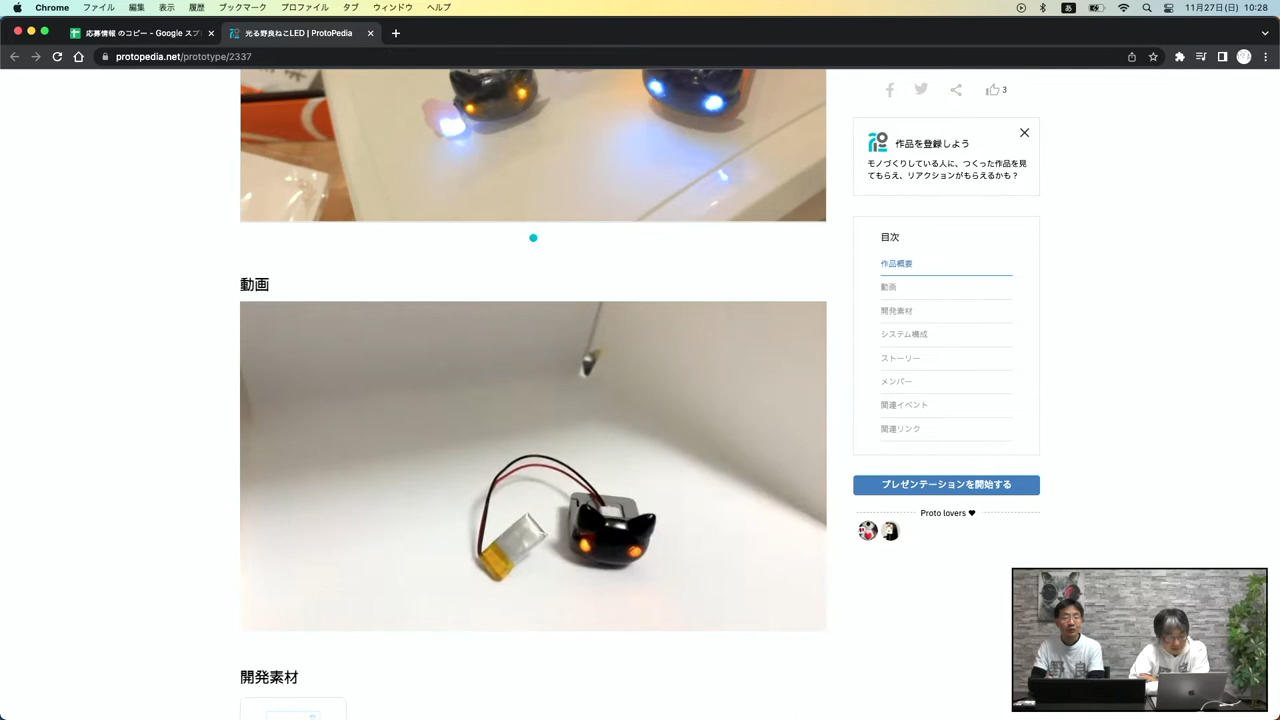 Chrome ファイル 編集 表示 履歴 ブックマーク プロファイル タブ ウィンドウ ヘルプ あ 11月27日(日) 10:28
応募情報 のコピー - Google スプ
光る野良ねこLED | ProtoPedia
protopedia.net/prototype/2337
3
作品を登録しよう
モノづくりしている人に、つくった作品を見
てもらえ、リアクションがもらえるかも？
目次
作品概要
動画
開発素材
システム構成
ストーリー
メンバー
関連イベント
関連リンク
プレゼンテーションを開始する
Proto lovers
動画
開発素材
野良